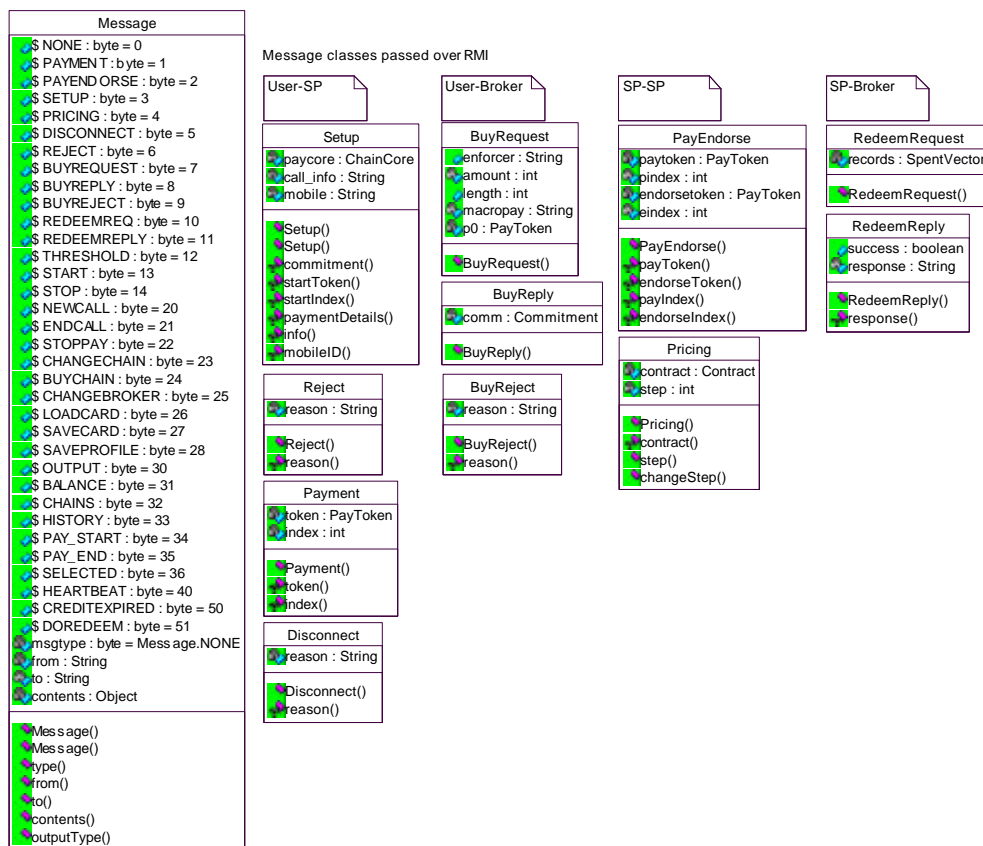 Message
$ NONE : byte = 0
$ PAYMENT : byte = 1
$ PAYENDORSE : byte = 2
$ SETUP : byte = 3
$ PRICING : byte = 4
$ DISCONNECT : byte = 5
$ REJECT : byte = 6
$ BUYREQUEST : byte = 7
$ BUYREPLY : byte = 8
$ BUYREJECT : byte = 9
$ REDEEMREQ : byte = 10
$ REDEEMREPLY : byte = 11
$ THRESHOLD : byte = 12
$ START : byte = 13
$ STOP : byte = 14
$ NEWCALL : byte = 20
$ ENDCALL : byte = 21
$ STOPPAY : byte = 22
$ CHANGECHAIN : byte = 23
$ BUYCHAIN : byte = 24
$ CHANGEBROKER : byte = 25
$ LOADCARD : byte = 26
$ SAVECARD : byte = 27
$ SAVEPROFILE : byte = 28
$ OUTPUT : byte = 30
$ BALANCE : byte = 31
$ CHAINS : byte = 32
$ HISTORY : byte = 33
$ PAY_START : byte = 34
$ PAY_END : byte = 35
$ SELECTED : byte = 36
$ HEARTBEAT : byte = 40
$ CREDITEXPIRED : byte = 50
$ DOREDEEM : byte = 51
msgtype : byte = Message.NONE
from : String
to : String
contents : Object
Message()
Message()
type()
from()
to()
contents()
outputType()
Message classes passed over RMI
User-SP
Setup
paycore : ChainCore
call_info : String
mobile : String
Setup()
Setup()
commitment()
startToken()
startIndex()
paymentDetails()
info()
mobileID()
Reject
reason : String
Reject()
reason()
Payment
token : PayToken
index : int
Payment()
token()
index()
Disconnect
reason : String
Disconnect()
reason()
User-Broker
BuyRequest
enforcer : String
amount : int
length : int
macropay : String
p0 : PayToken
BuyRequest()
BuyReply
comm : Commitment
BuyReply()
BuyReject
reason : String
BuyReject()
reason()
SP-SP
PayEndorse
paytoken : PayToken
pindex : int
endorsetoken : PayToken
eindex : int
PayEndorse()
payToken()
endorseToken()
payIndex()
endorseIndex()
Pricing
contract : Contract
step : int
Pricing()
contract()
step()
changeStep()
SP-Broker
RedeemRequest
records : SpentVector
RedeemRequest()
RedeemReply
success : boolean
response : String
RedeemReply()
response()